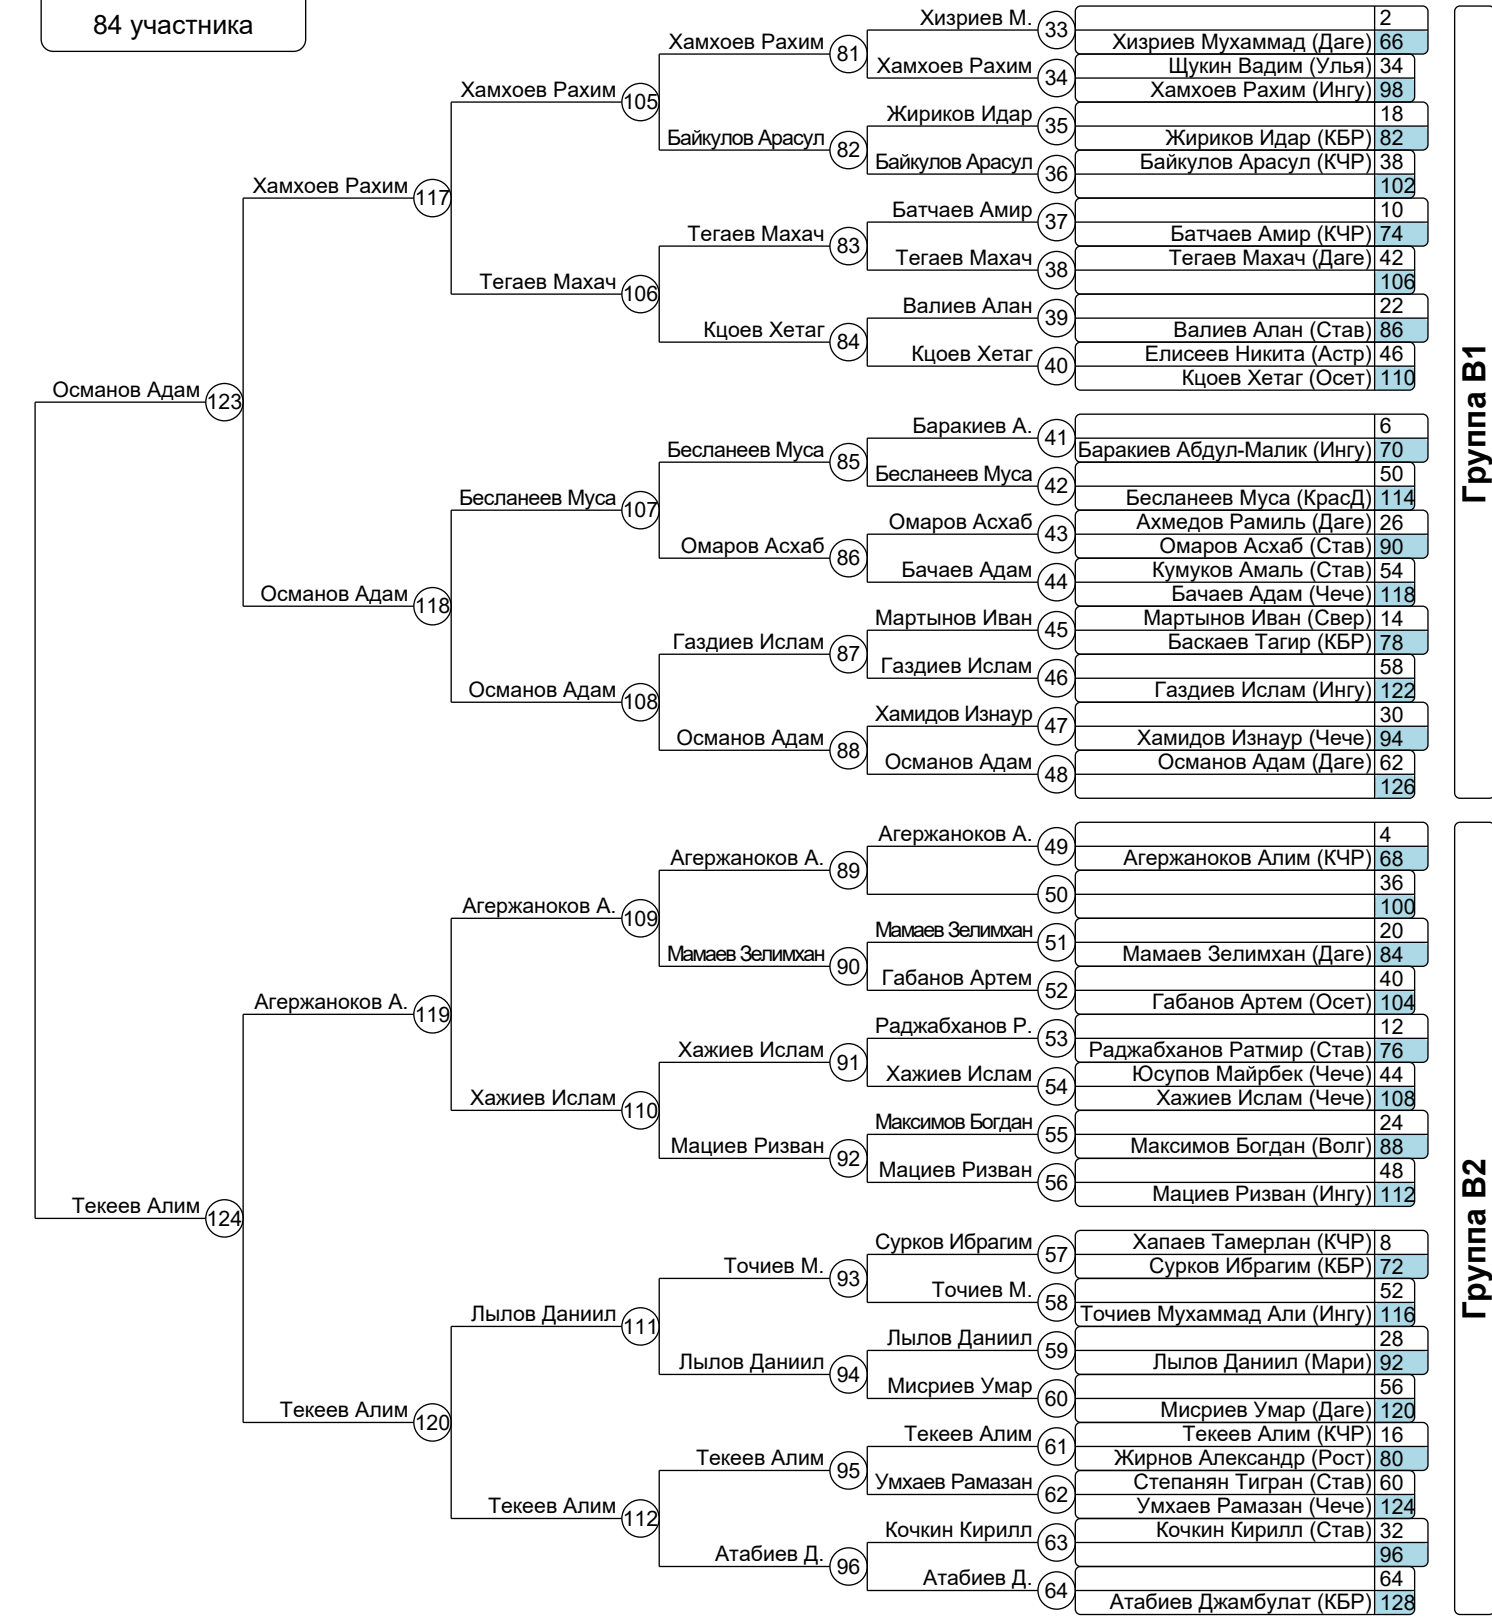 84 участника
Хизриев М. 33 2
Хамхоев Рахим 81 Хизриев Мухаммад (Даге) 66
Хамхоев Рахим 34 Щукин Вадим (Улья) 34
Хамхоев Рахим 105 Хамхоев Рахим (Ингу) 98
Жириков Идар 35 18
Байкулов Арасул 82 Жириков Идар (КБР) 82
Байкулов Арасул 36 Байкулов Арасул (КЧР) 38
Хамхоев Рахим 117 102
Батчаев Амир 37 10
Тегаев Махач 83 Батчаев Амир (КЧР) 74
Тегаев Махач 38 Тегаев Махач (Даге) 42
Тегаев Махач 106 106
Валиев Алан 39 22
Кцоев Хетаг 84 Валиев Алан (Став) 86
Кцоев Хетаг 40 Елисеев Никита (Астр) 46
Кцоев Хетаг (Осет) 110
Османов Адам 123
Группа B1
Баракиев А. 41 6
Бесланеев Муса 85 Баракиев Абдул-Малик (Ингу) 70
Бесланеев Муса 42 50
Бесланеев Муса 107 Бесланеев Муса (КрасД) 114
Омаров Асхаб 43 Ахмедов Рамиль (Даге) 26
Омаров Асхаб 86 Омаров Асхаб (Став) 90
Бачаев Адам 44 Кумуков Амаль (Став) 54
Османов Адам 118 Бачаев Адам (Чече) 118
Мартынов Иван 45 Мартынов Иван (Свер) 14
Газдиев Ислам 87 Баскаев Тагир (КБР) 78
Газдиев Ислам 46 58
Османов Адам 108 Газдиев Ислам (Ингу) 122
Хамидов Изнаур 47 30
Османов Адам 88 Хамидов Изнаур (Чече) 94
Османов Адам 48 Османов Адам (Даге) 62
126
Агержаноков А. 49 4
Агержаноков А. 89 Агержаноков Алим (КЧР) 68
50 36
Агержаноков А. 109 100
Мамаев Зелимхан 51 20
Мамаев Зелимхан 90 Мамаев Зелимхан (Даге) 84
Габанов Артем 52 40
Агержаноков А. 119 Габанов Артем (Осет) 104
Раджабханов Р. 53 12
Хажиев Ислам 91 Раджабханов Ратмир (Став) 76
Хажиев Ислам 54 Юсупов Майрбек (Чече) 44
Хажиев Ислам 110 Хажиев Ислам (Чече) 108
Максимов Богдан 55 24
Мациев Ризван 92 Максимов Богдан (Волг) 88
Мациев Ризван 56 48
Мациев Ризван (Ингу) 112
Текеев Алим 124
Группа B2
Сурков Ибрагим 57 Хапаев Тамерлан (КЧР) 8
Точиев М. 93 Сурков Ибрагим (КБР) 72
Точиев М. 58 52
Лылов Даниил 111 Точиев Мухаммад Али (Ингу) 116
Лылов Даниил 59 28
Лылов Даниил 94 Лылов Даниил (Мари) 92
Мисриев Умар 60 56
Текеев Алим 120 Мисриев Умар (Даге) 120
Текеев Алим 61 Текеев Алим (КЧР) 16
Текеев Алим 95 Жирнов Александр (Рост) 80
Умхаев Рамазан 62 Степанян Тигран (Став) 60
Текеев Алим 112 Умхаев Рамазан (Чече) 124
Кочкин Кирилл 63 Кочкин Кирилл (Став) 32
Атабиев Д. 96 96
Атабиев Д. 64 64
Атабиев Джамбулат (КБР) 128